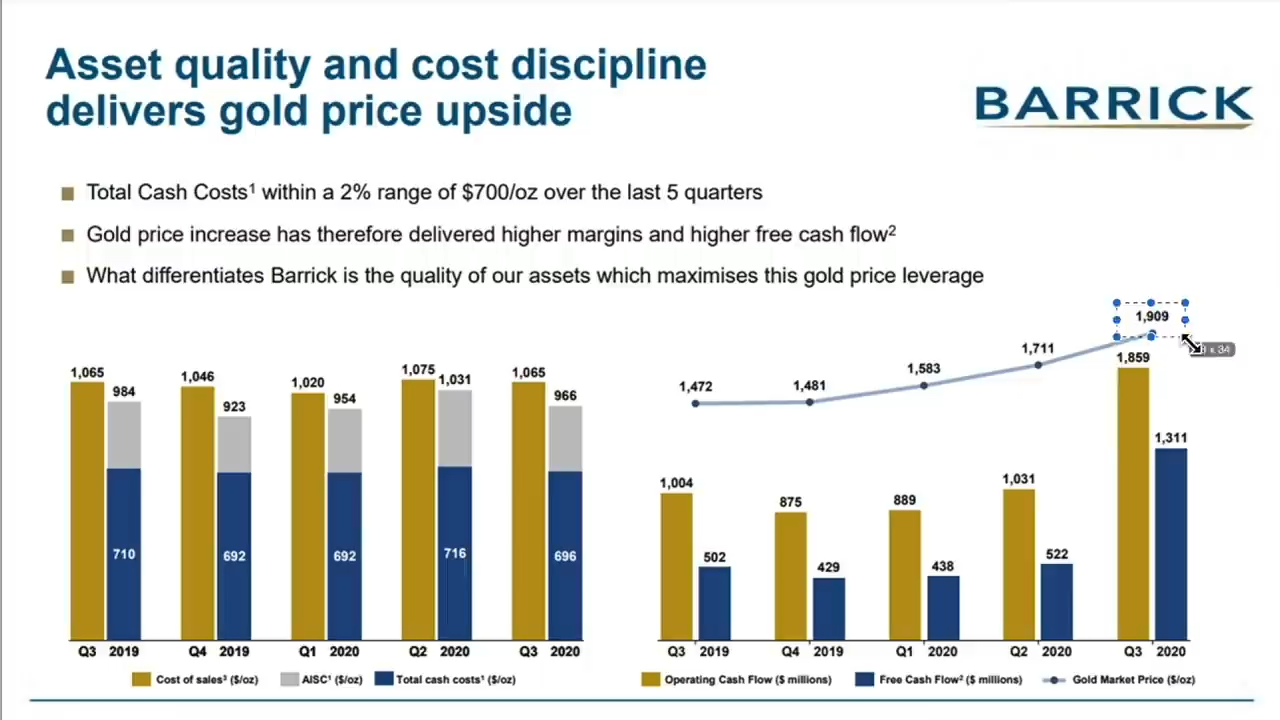 Asset quality and cost discipline
delivers gold price upside
BARRICK
Total Cash Costs¹ within a 2% range of $700/oz over the last 5 quarters
Gold price increase has therefore delivered higher margins and higher free cash flow²
What differentiates Barrick is the quality of our assets which maximises this gold price leverage
1,065 984 1,046 923 1,020 954 1,075 1,031 1,065 966
710 692 692 716 696
Q3 2019 Q4 2019 Q1 2020 Q2 2020 Q3 2020
Cost of sales³ ($/oz) AISC¹ ($/oz) Total cash costs¹ ($/oz)
1,472 1,481 1,583 1,711 1,909
1,004 875 889 1,031 1,859
502 429 438 522 1,311
Q3 2019 Q4 2019 Q1 2020 Q2 2020 Q3 2020
Operating Cash Flow ($ millions) Free Cash Flow² ($ millions) Gold Market Price ($/oz)